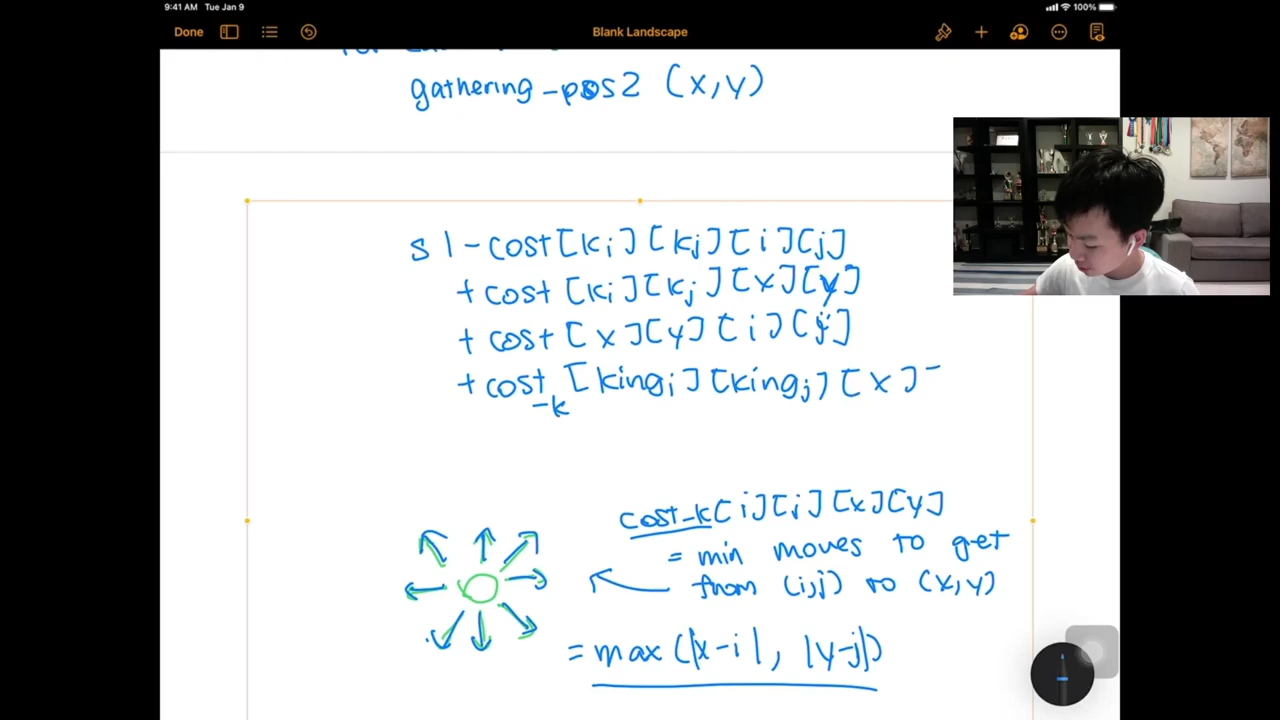 9:41 AM Tue Jan 9
100%
Done
Blank Landscape
gathering-pos2 (x,y)
s1-cost[ki][kj][i][j]
+cost[ki][kj][x][y]
+cost[x][y][i][j]
+cost_k[kingi][kingj][x]
cost_k[i][j][x][y]
= min moves to get
from (i,j) to (x,y)
= max(|x-i|, |y-j|)